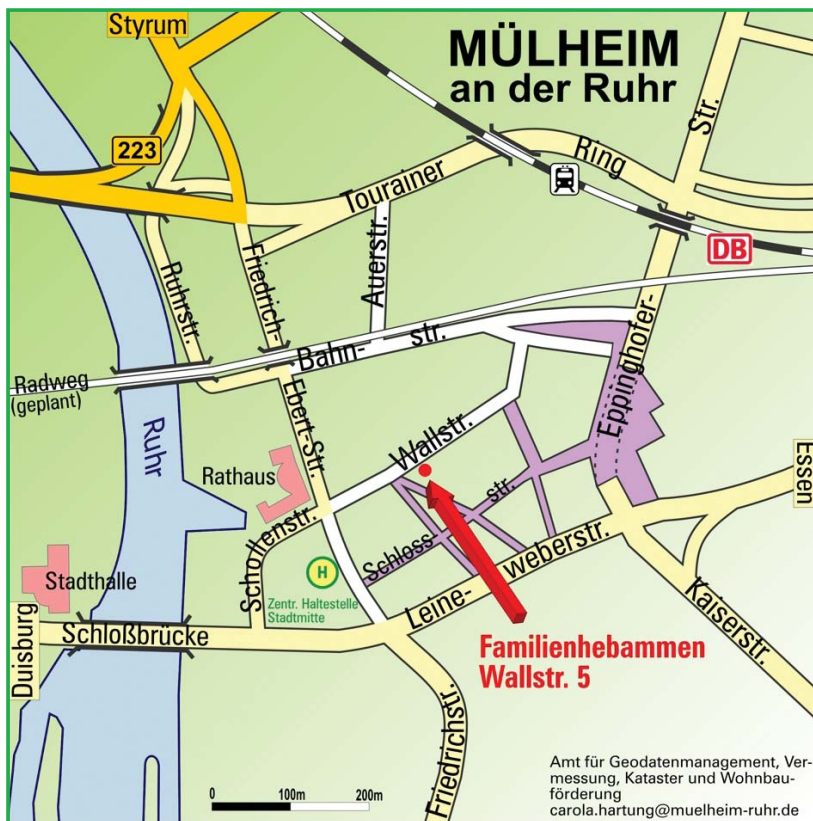 Styrum
MÜLHEIM
an der Ruhr
223
Tourainer
Ring
Str.
DB
Ruhrstr.
Friedrich-
Auerstr.
Bahn-
str.
Eppinghofer-
Radweg
(geplant)
Ruhr
Ebert-Str.
Wallstr.
Rathaus
Schollenstr.
Schloss
str.
Essen
H
Zentr. Haltestelle
Stadtmitte
Stadthalle
Duisburg
Schloßbrücke
Leine-
weberstr.
Kaiserstr.
Familienhebammen
Wallstr. 5
Friedrichstr.
0 100m 200m
Amt für Geodatenmanagement, Ver-
messung, Kataster und Wohnbau-
förderung
carola.hartung@muelheim-ruhr.de